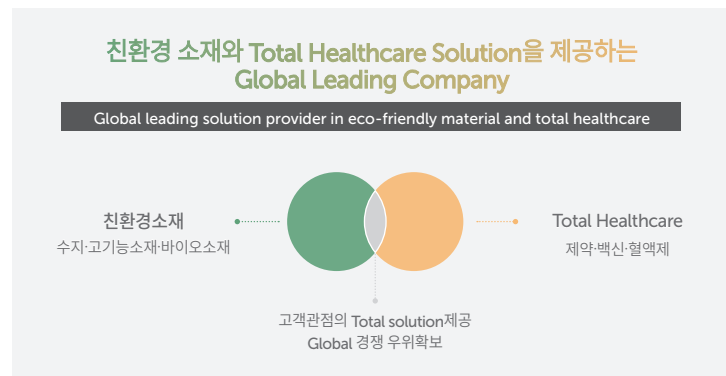 친환경 소재와 Total Healthcare Solution을 제공하는
Global Leading Company
Global leading solution provider in eco-friendly material and total healthcare
친환경소재
수지·고기능소재·바이오소재
Total Healthcare
제약·백신·혈액제
고객관점의 Total solution제공
Global 경쟁 우위확보